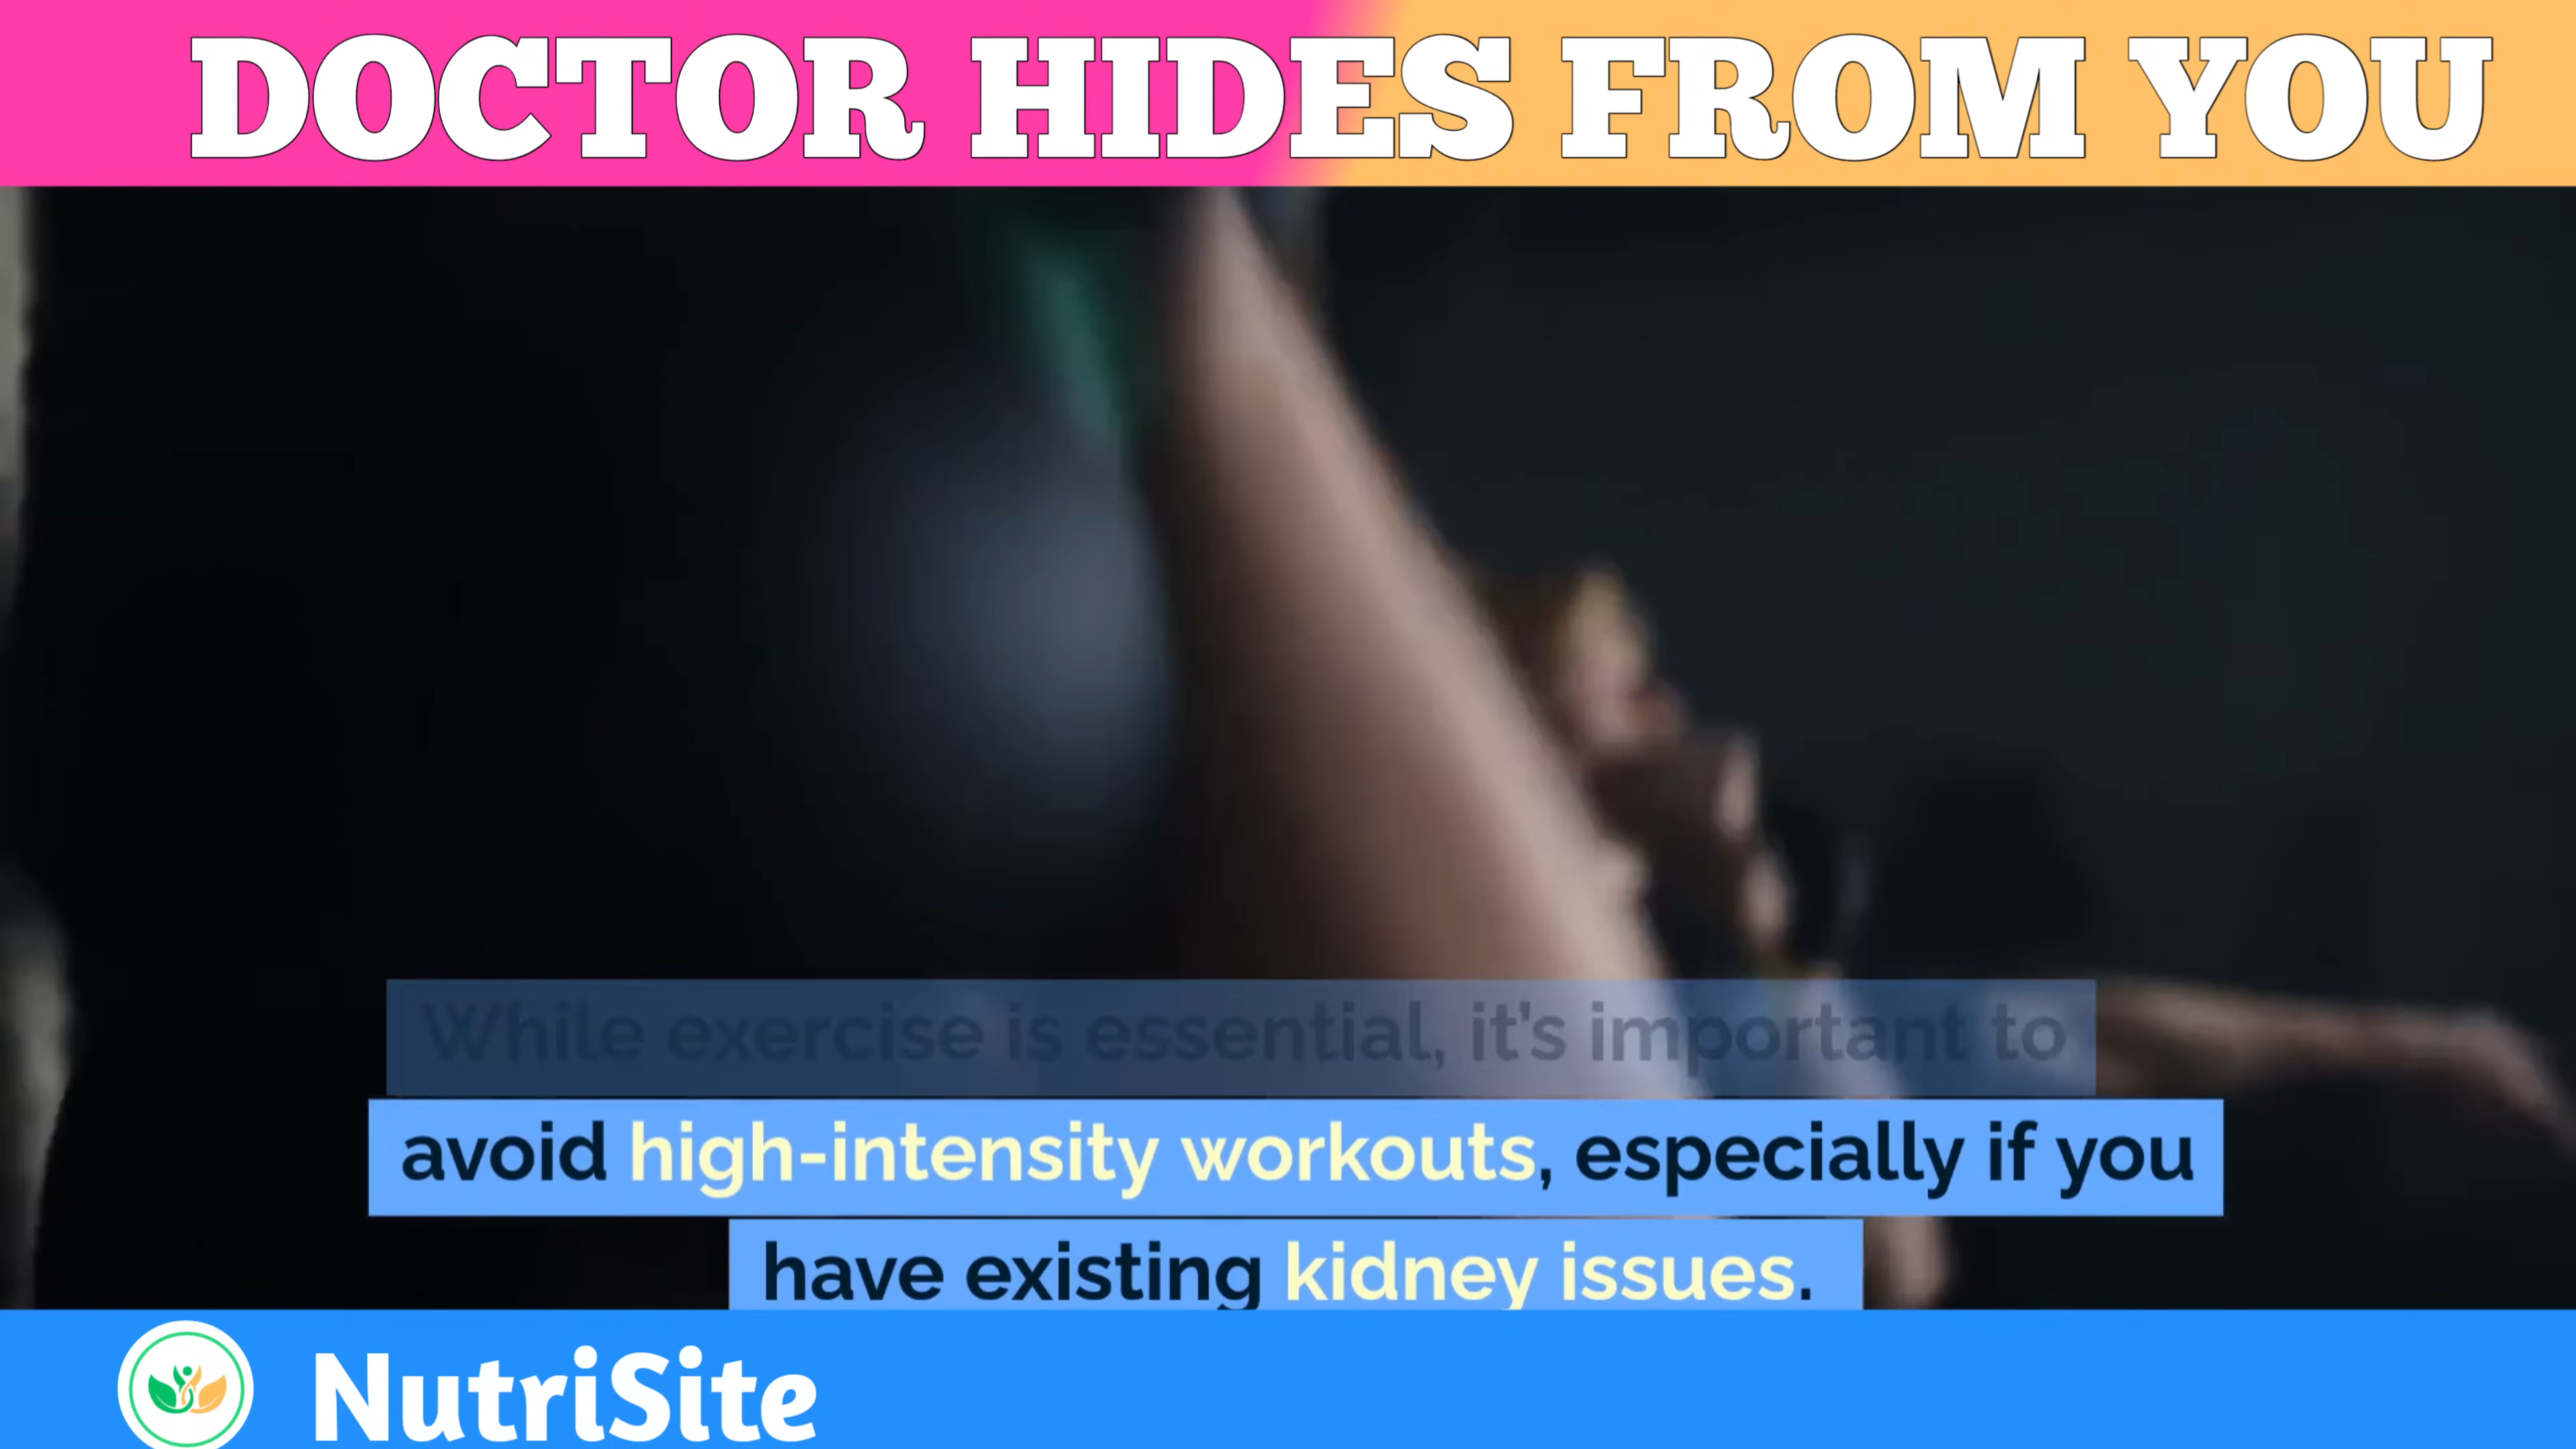 DOCTOR HIDES FROM YOU
While exercise is essential, it's important to
avoid high-intensity workouts, especially if you
have existing kidney issues.
NutriSite